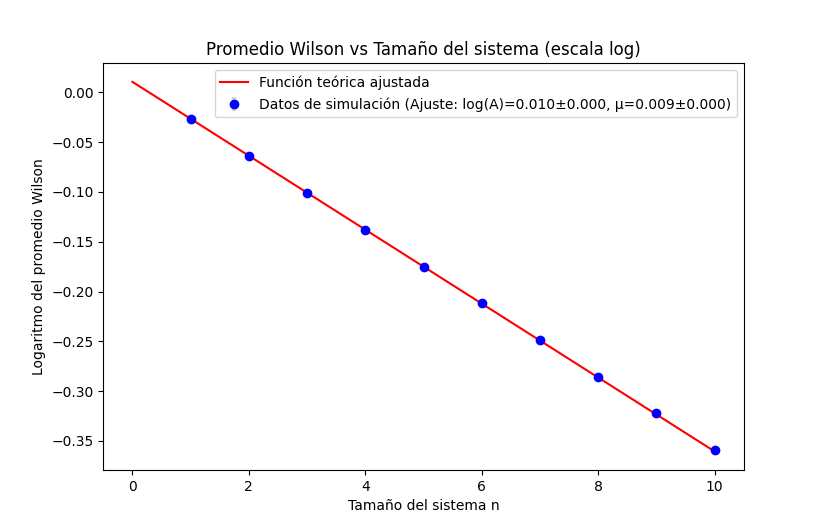 Promedio Wilson vs Tamaño del sistema (escala log)
Función teórica ajustada
Datos de simulación (Ajuste: log(A)=0.010±0.000, μ=0.009±0.000)
Logaritmo del promedio Wilson
0.00
−0.05
−0.10
−0.15
−0.20
−0.25
−0.30
−0.35
0 2 4 6 8 10
Tamaño del sistema n